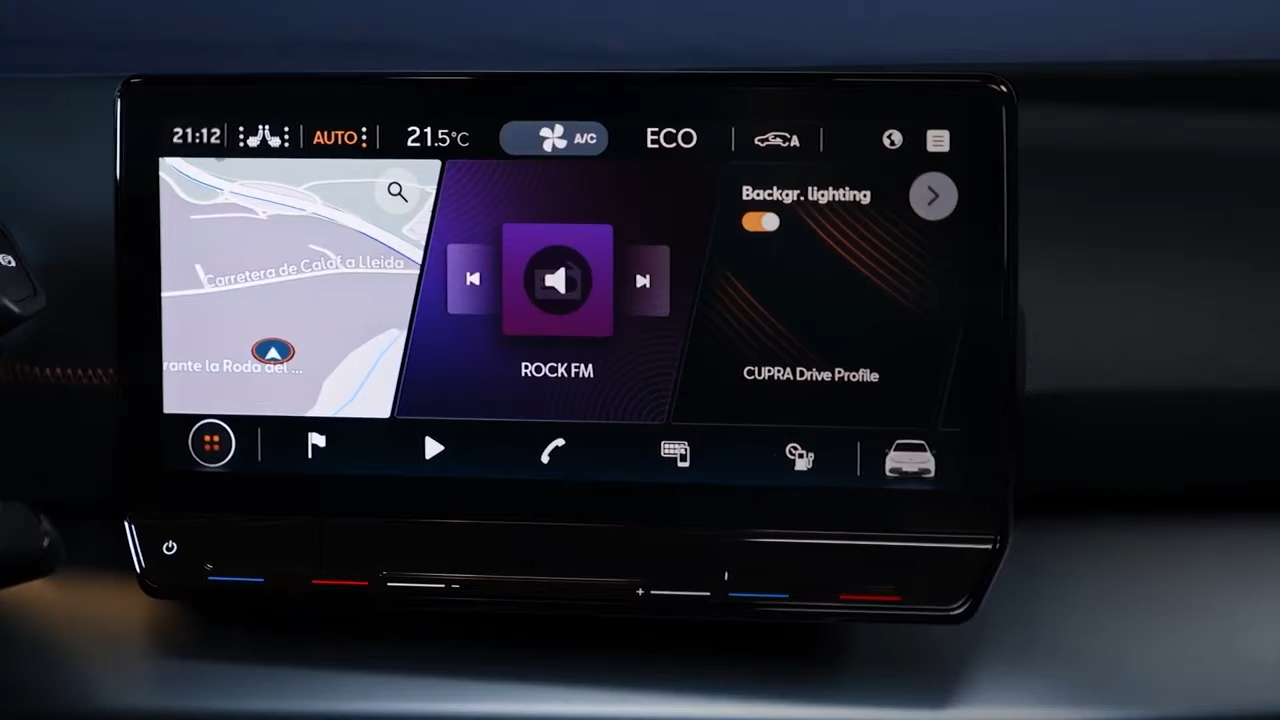 21:12
AUTO
21.5°C
A/C
ECO
A
Backgr. lighting
Carretera de Calaf a Lleida
rante la Roda del ...
ROCK FM
CUPRA Drive Profile
- +